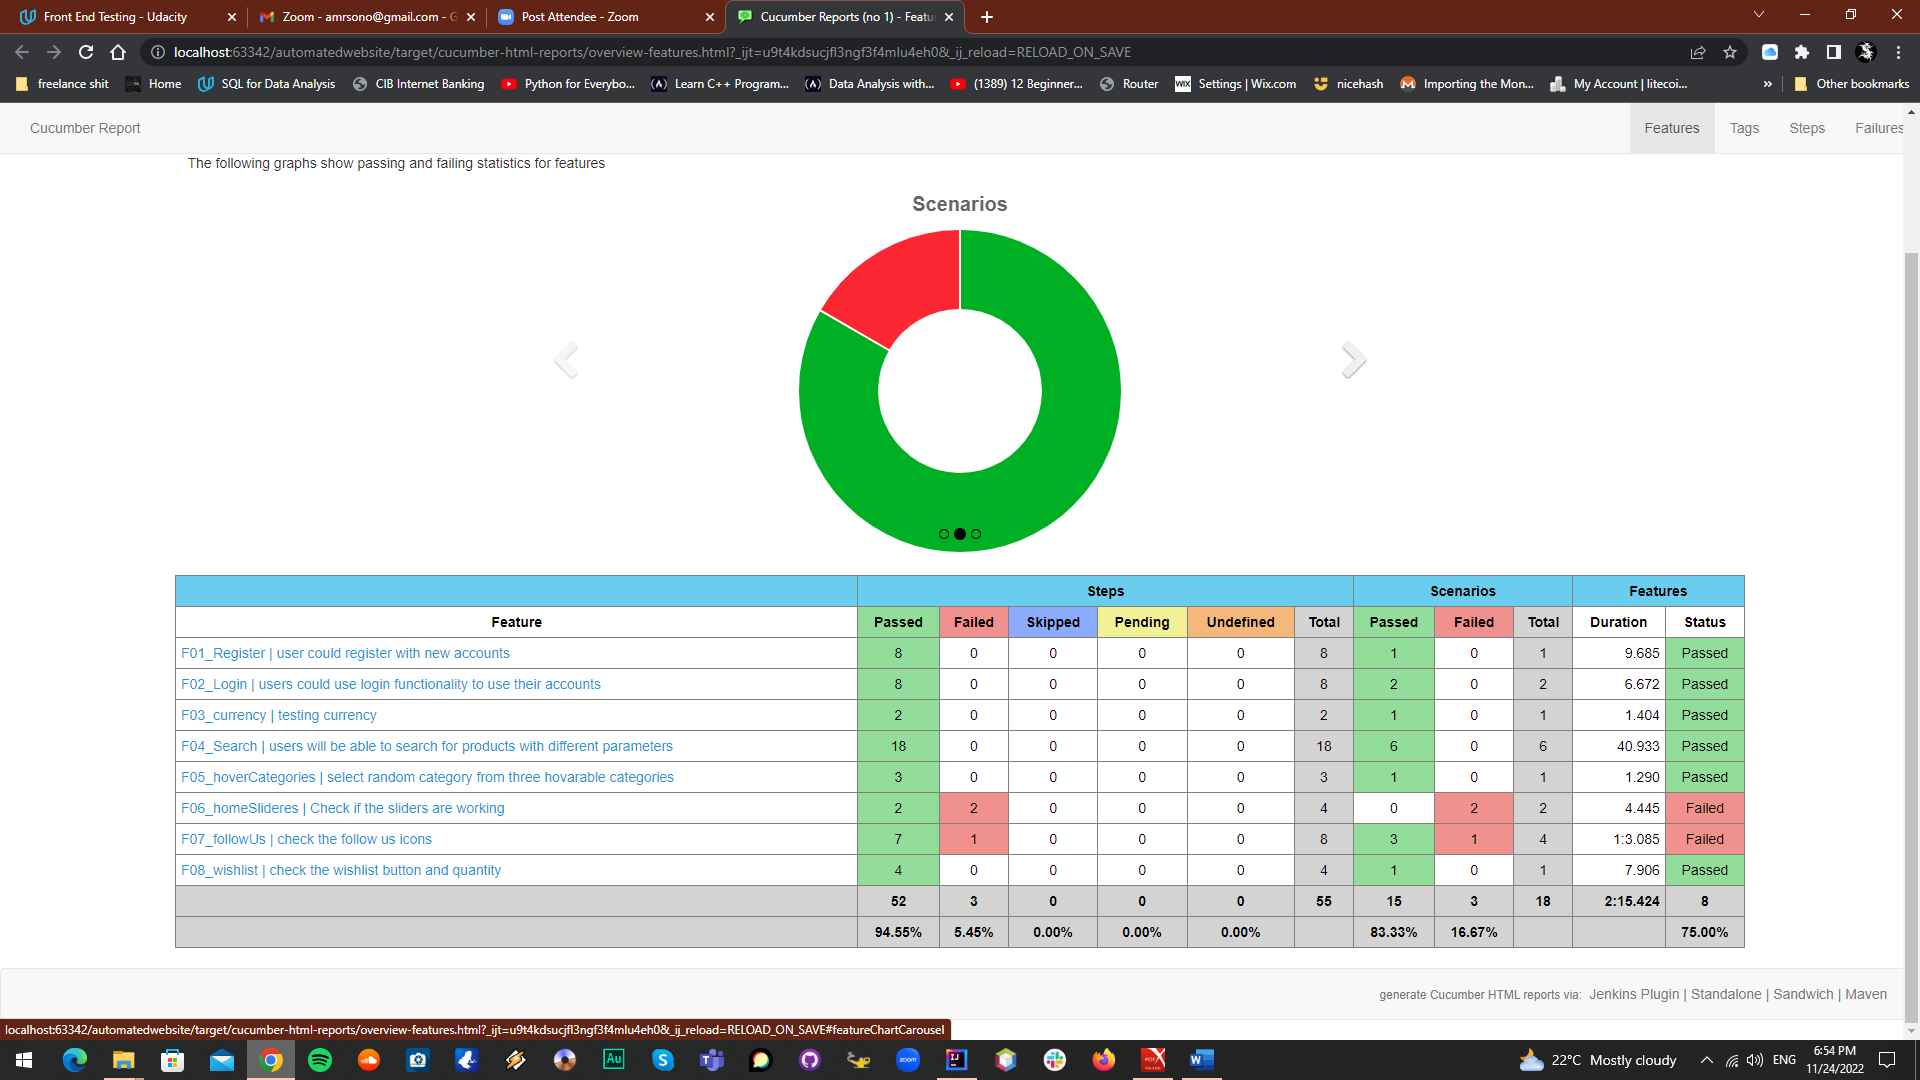 Front End Testing - Udacity
Zoom - amrsono@gmail.com - G
Post Attendee - Zoom
Cucumber Reports (no 1) - Featu
localhost:63342/automatedwebsite/target/cucumber-html-reports/overview-features.html?_ijt=u9t4kdsucjfl3ngf3f4mlu4eh0&_ij_reload=RELOAD_ON_SAVE
freelance shit
Home
SQL for Data Analysis
CIB Internet Banking
Python for Everybo...
Learn C++ Program...
Data Analysis with...
(1389) 12 Beginner...
Router
WIX Settings | Wix.com
nicehash
Importing the Mon...
My Account | litecoi...
»
Other bookmarks
Cucumber Report
Features Tags Steps Failures
The following graphs show passing and failing statistics for features
Scenarios
Steps Scenarios Features
Feature Passed Failed Skipped Pending Undefined Total Passed Failed Total Duration Status
F01_Register | user could register with new accounts 8 0 0 0 0 8 1 0 1 9.685 Passed
F02_Login | users could use login functionality to use their accounts 8 0 0 0 0 8 2 0 2 6.672 Passed
F03_currency | testing currency 2 0 0 0 0 2 1 0 1 1.404 Passed
F04_Search | users will be able to search for products with different parameters 18 0 0 0 0 18 6 0 6 40.933 Passed
F05_hoverCategories | select random category from three hovarable categories 3 0 0 0 0 3 1 0 1 1.290 Passed
F06_homeSlideres | Check if the sliders are working 2 2 0 0 0 4 0 2 2 4.445 Failed
F07_followUs | check the follow us icons 7 1 0 0 0 8 3 1 4 1:3.085 Failed
F08_wishlist | check the wishlist button and quantity 4 0 0 0 0 4 1 0 1 7.906 Passed
52 3 0 0 0 55 15 3 18 2:15.424 8
94.55% 5.45% 0.00% 0.00% 0.00% 83.33% 16.67% 75.00%
generate Cucumber HTML reports via: Jenkins Plugin | Standalone | Sandwich | Maven
localhost:63342/automatedwebsite/target/cucumber-html-reports/overview-features.html?_ijt=u9t4kdsucjfl3ngf3f4mlu4eh0&_ij_reload=RELOAD_ON_SAVE#featureChartCarousel
Au
zoom
22°C Mostly cloudy
ENG
6:54 PM
11/24/2022